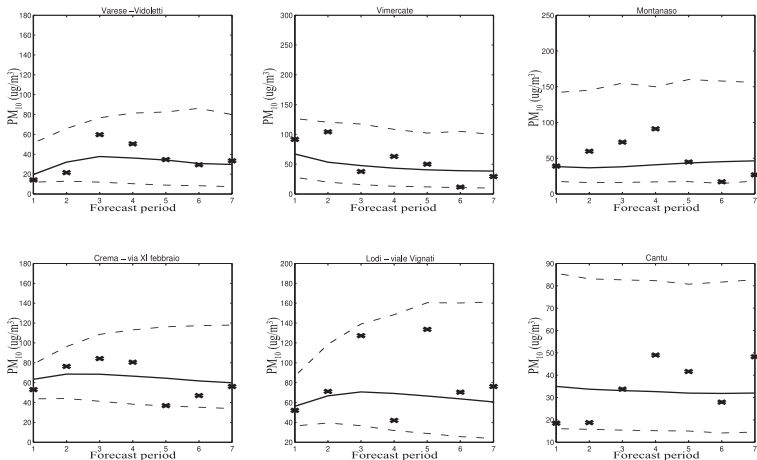 Varese –Vidoletti
Vimercate
Montanaso
PM10 (ug/m3)
180
160
140
120
100
80
60
40
20
0
1 2 3 4 5 6 7
Forecast period
PM10 (ug/m3)
300
250
200
150
100
50
0
1 2 3 4 5 6 7
Forecast period
PM10 (ug/m3)
250
200
150
100
50
0
1 2 3 4 5 6 7
Forecast period
Crema – via XI febbraio
Lodi – viale Vignati
Cantu
PM10 (ug/m3)
180
160
140
120
100
80
60
40
20
0
1 2 3 4 5 6 7
Forecast period
PM10 (ug/m3)
200
180
160
140
120
100
80
60
40
20
1 2 3 4 5 6 7
Forecast period
PM10 (ug/m3)
90
80
70
60
50
40
30
20
10
1 2 3 4 5 6 7
Forecast period